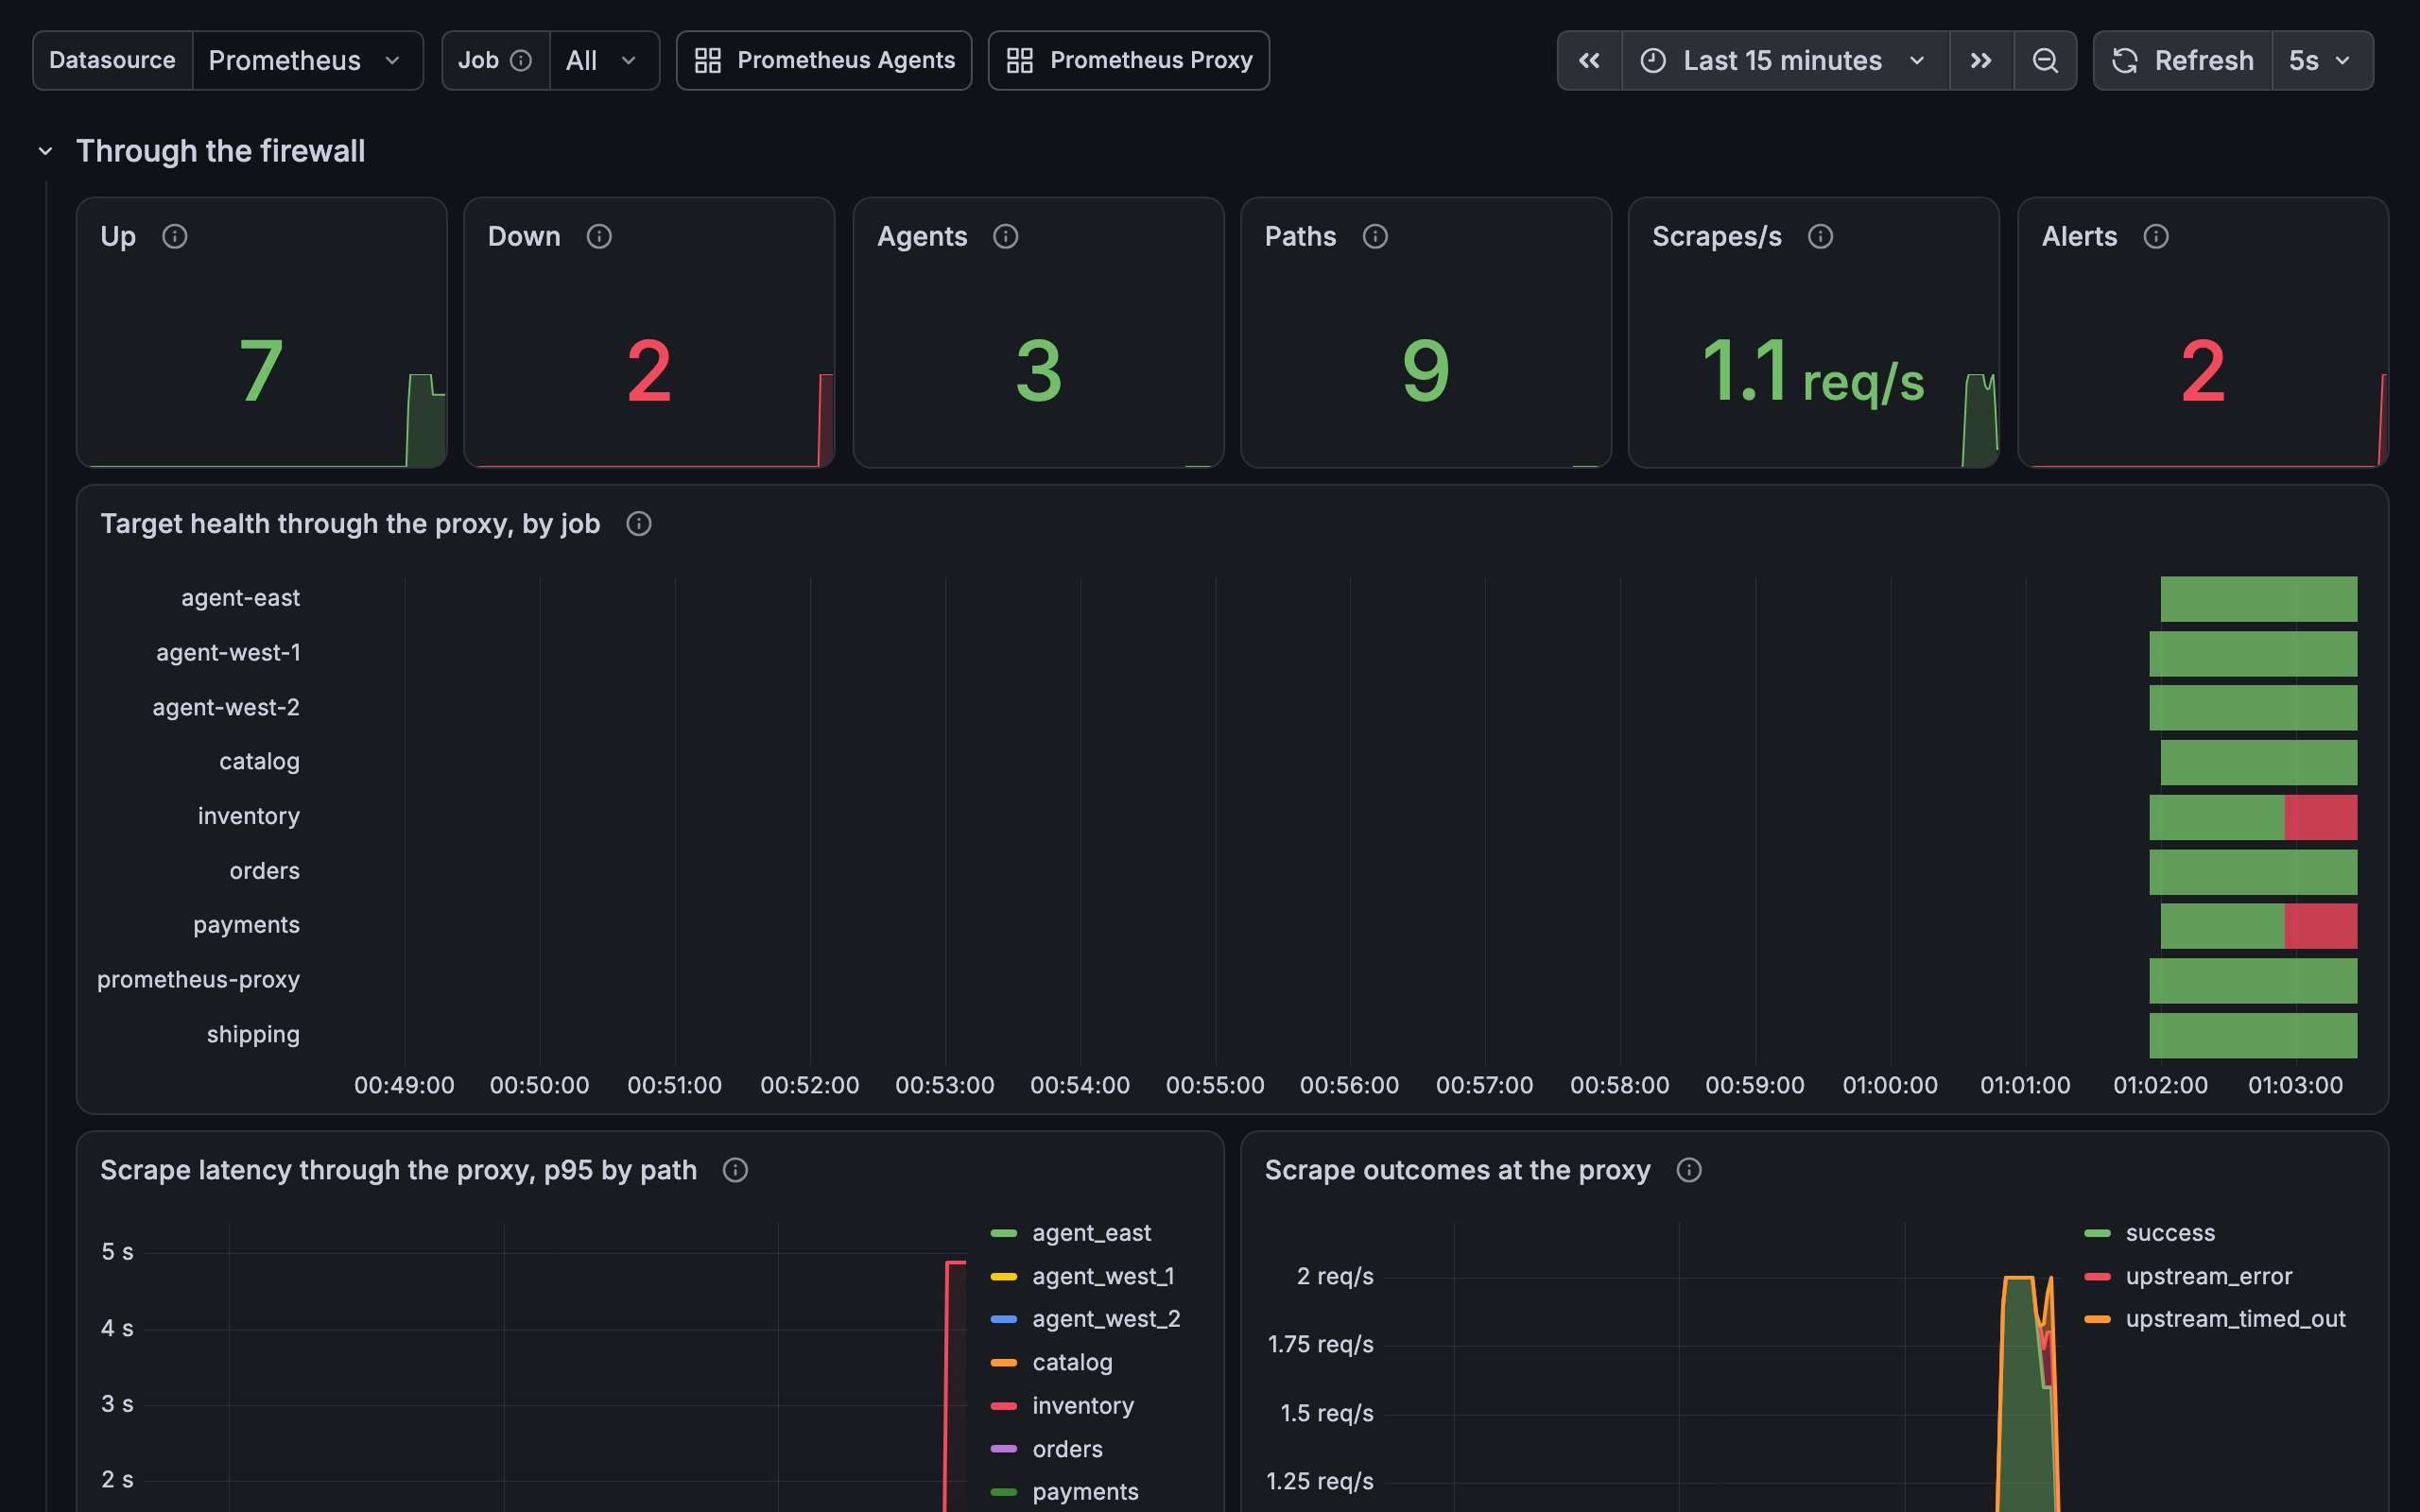 Datasource Prometheus Job All Prometheus Agents Prometheus Proxy Last 15 minutes Refresh 5s
Through the firewall
Up Down Agents Paths Scrapes/s Alerts
7 2 3 9 1.1 req/s 2
Target health through the proxy, by job
agent-east
agent-west-1
agent-west-2
catalog
inventory
orders
payments
prometheus-proxy
shipping
00:49:00 00:50:00 00:51:00 00:52:00 00:53:00 00:54:00 00:55:00 00:56:00 00:57:00 00:58:00 00:59:00 01:00:00 01:01:00 01:02:00 01:03:00
Scrape latency through the proxy, p95 by path
5 s
4 s
3 s
2 s
agent_east
agent_west_1
agent_west_2
catalog
inventory
orders
payments
Scrape outcomes at the proxy
2 req/s
1.75 req/s
1.5 req/s
1.25 req/s
success
upstream_error
upstream_timed_out